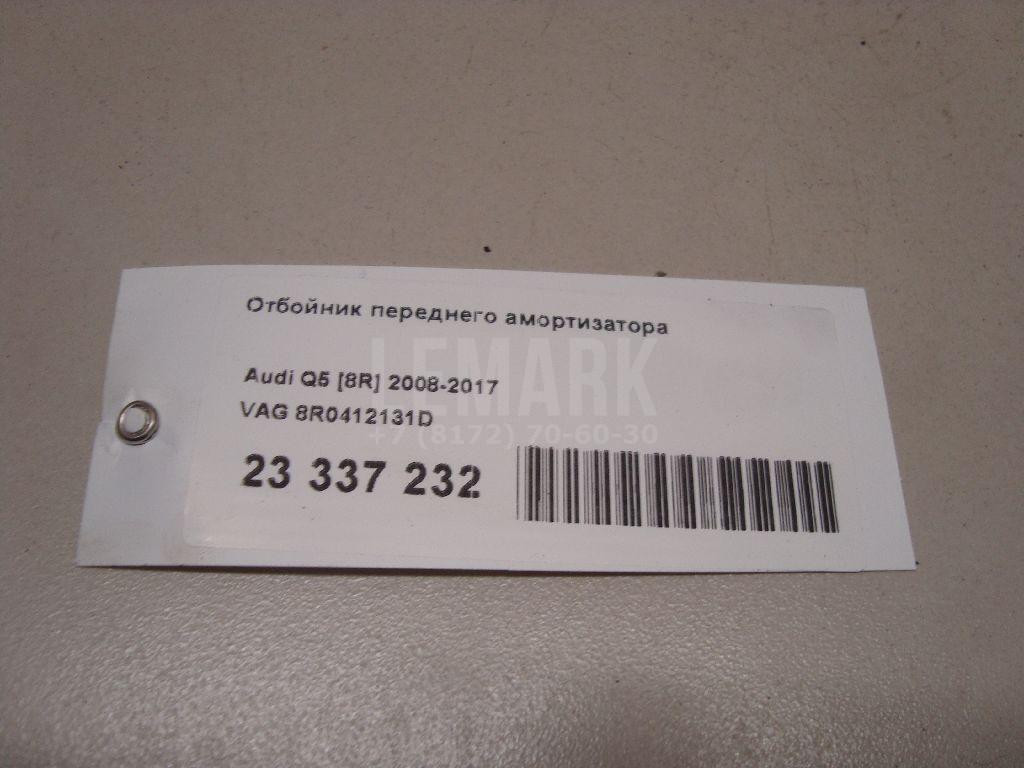 Отбойник переднего амортизатора
LEMARK
Audi Q5 [8R] 2008-2017
VAG 8R0412131D
+7 (8172) 70-60-30
23 337 232